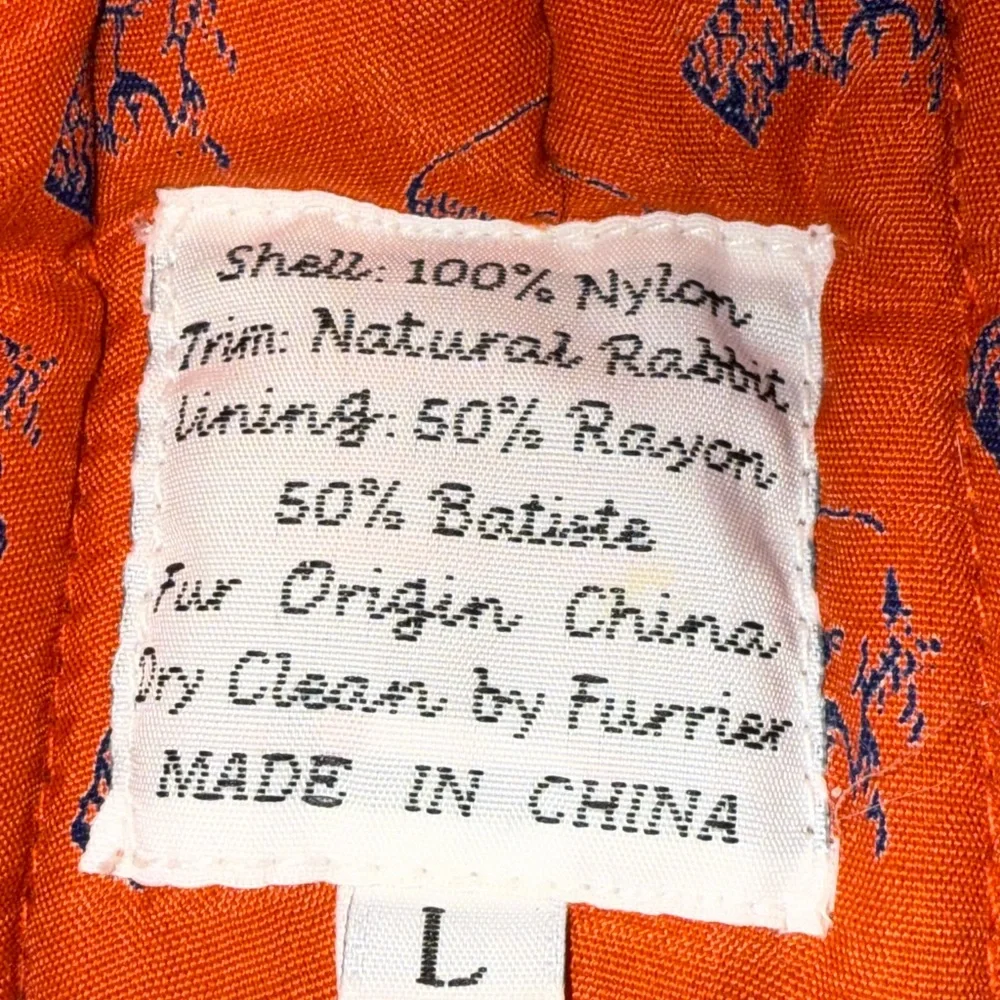 Shell: 100% Nylon
Trim: Natural Rabbit
lining: 50% Rayon
50% Batiste
Fur Origin China
Dry Clean by Furrier
MADE IN CHINA
L